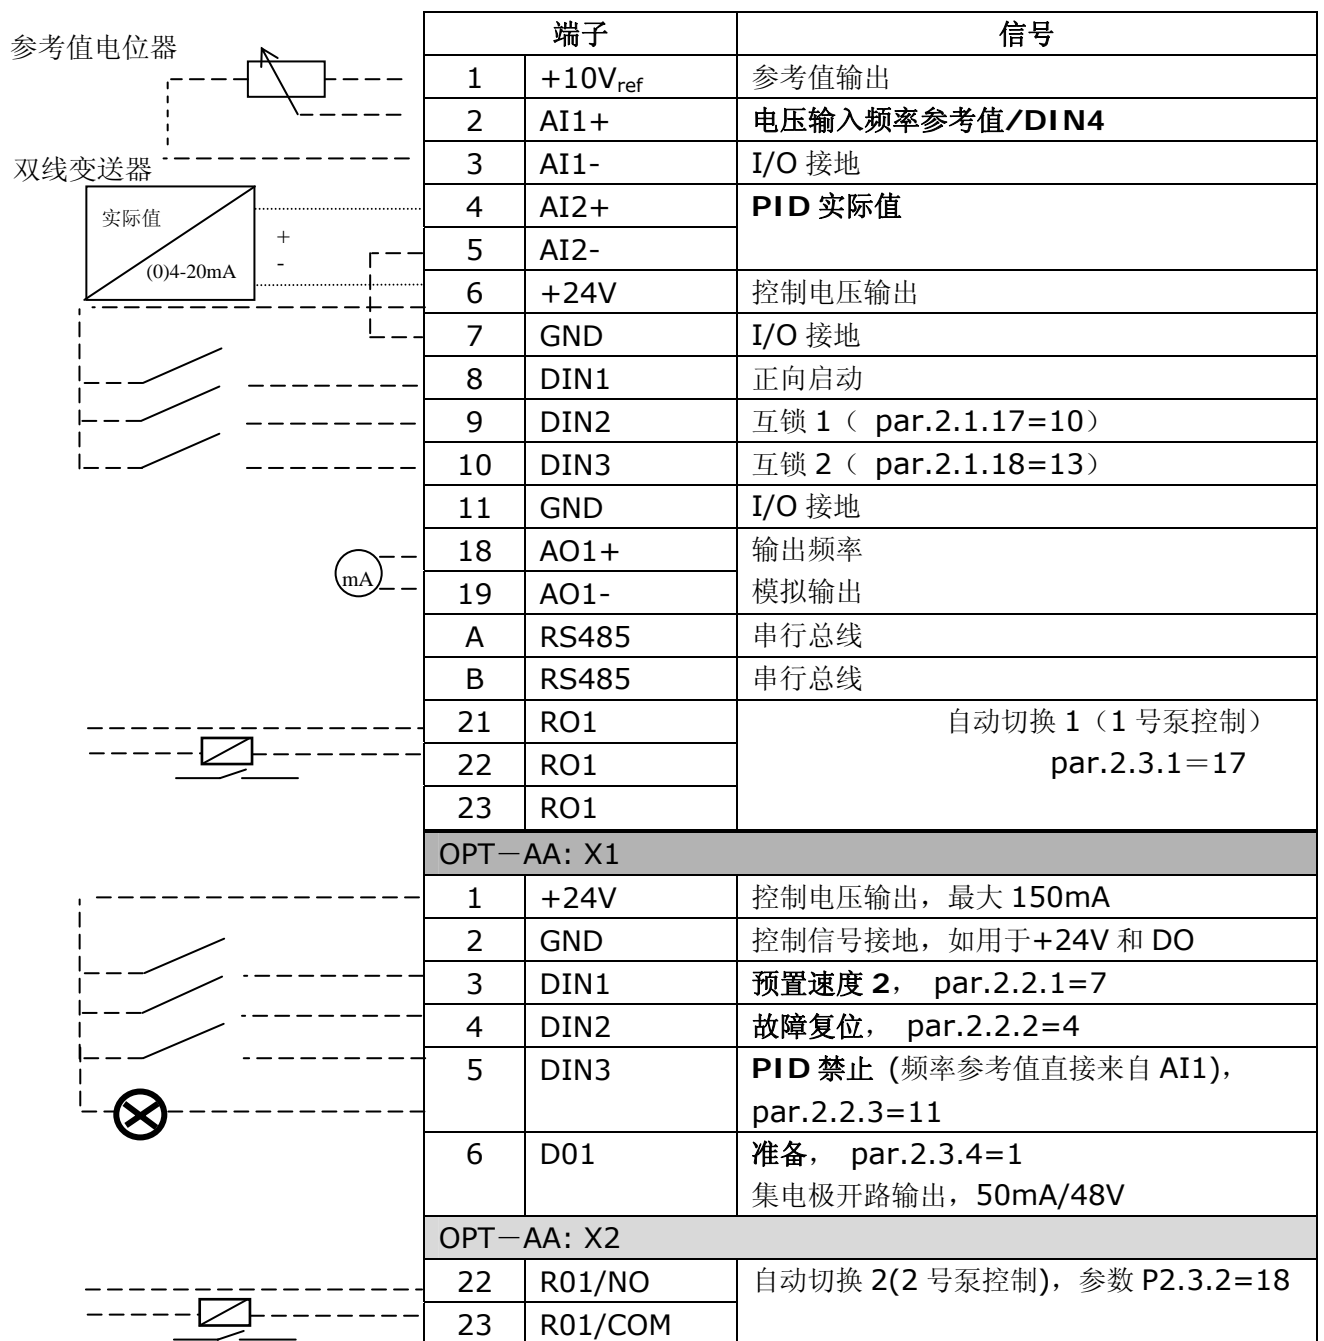 端子 信号
参考值电位器
1 +10Vref 参考值输出
2 AI1+ 电压输入频率参考值/DIN4
双线变送器
3 AI1- I/O 接地
实际值
4 AI2+ PID 实际值
+
5 AI2-
-
(0)4-20mA
6 +24V 控制电压输出
7 GND I/O 接地
8 DIN1 正向启动
9 DIN2 互锁 1（ par.2.1.17=10）
10 DIN3 互锁 2（ par.2.1.18=13）
11 GND I/O 接地
18 AO1+ 输出频率
mA
19 AO1- 模拟输出
A RS485 串行总线
B RS485 串行总线
21 RO1 自动切换 1（1 号泵控制）
22 RO1 par.2.3.1＝17
23 RO1
OPT－AA: X1
1 +24V 控制电压输出，最大 150mA
2 GND 控制信号接地，如用于+24V 和 DO
3 DIN1 预置速度 2， par.2.2.1=7
4 DIN2 故障复位， par.2.2.2=4
5 DIN3 PID 禁止 (频率参考值直接来自 AI1)，
par.2.2.3=11
6 D01 准备， par.2.3.4=1
集电极开路输出，50mA/48V
OPT－AA: X2
22 R01/NO 自动切换 2(2 号泵控制)，参数 P2.3.2=18
23 R01/COM